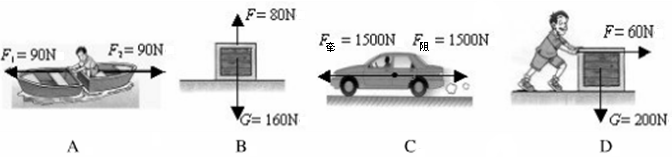 F₁= 90N F₂= 90N
A
F= 80N
G= 160N
B
F牵= 1500N F阻= 1500N
C
F= 60N
G= 200N
D